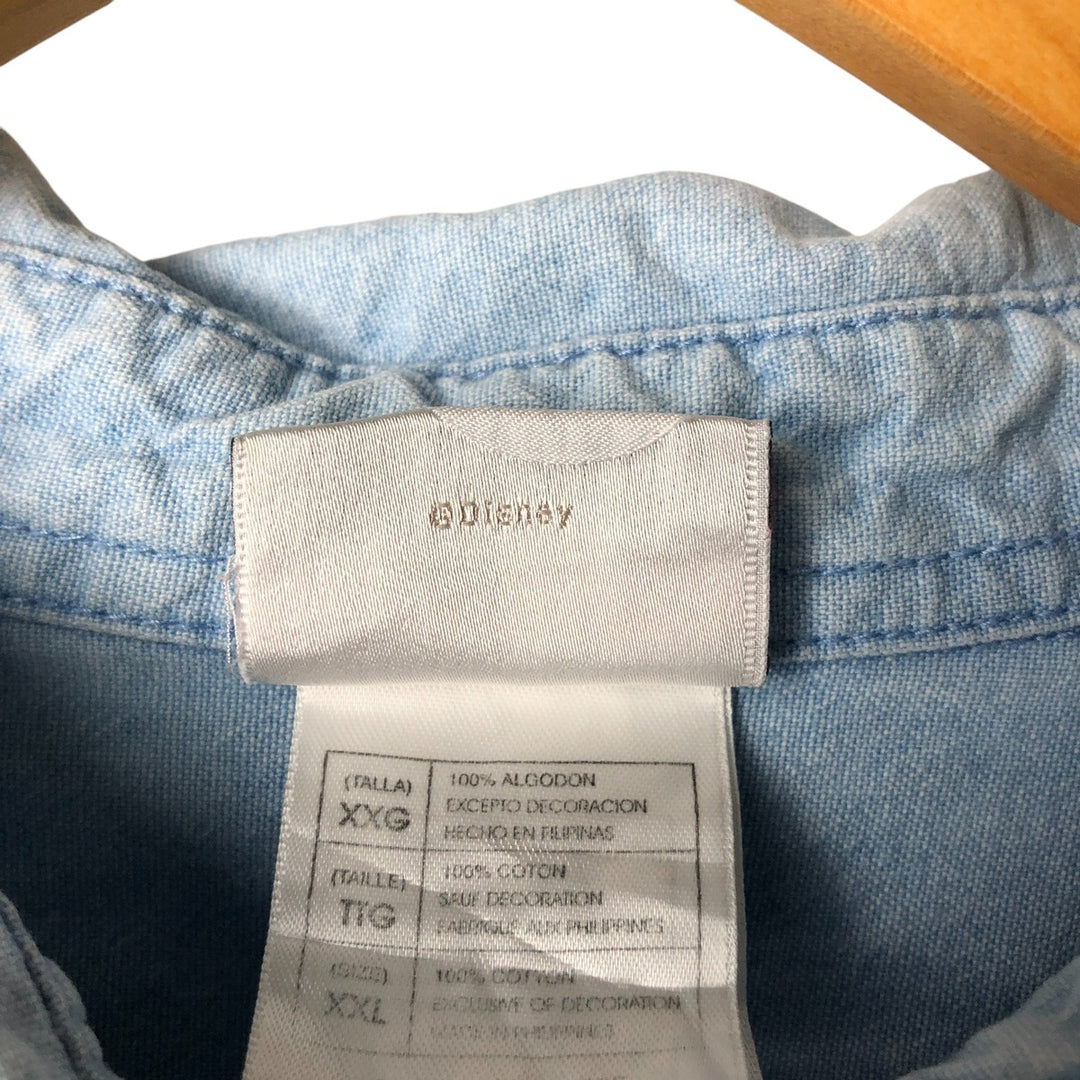 ©Disney
(TALLA)
XXG
100% ALGODON
EXCEPTO DECORACION
HECHO EN FILIPINAS
(TAILLE)
TTG
100% COTON
SAUF DECORATION
FABRIQUE AUX PHILIPPINES
(SIZE)
XXL
100% COTTON
EXCLUSIVE OF DECORATION
MADE IN PHILIPPINES